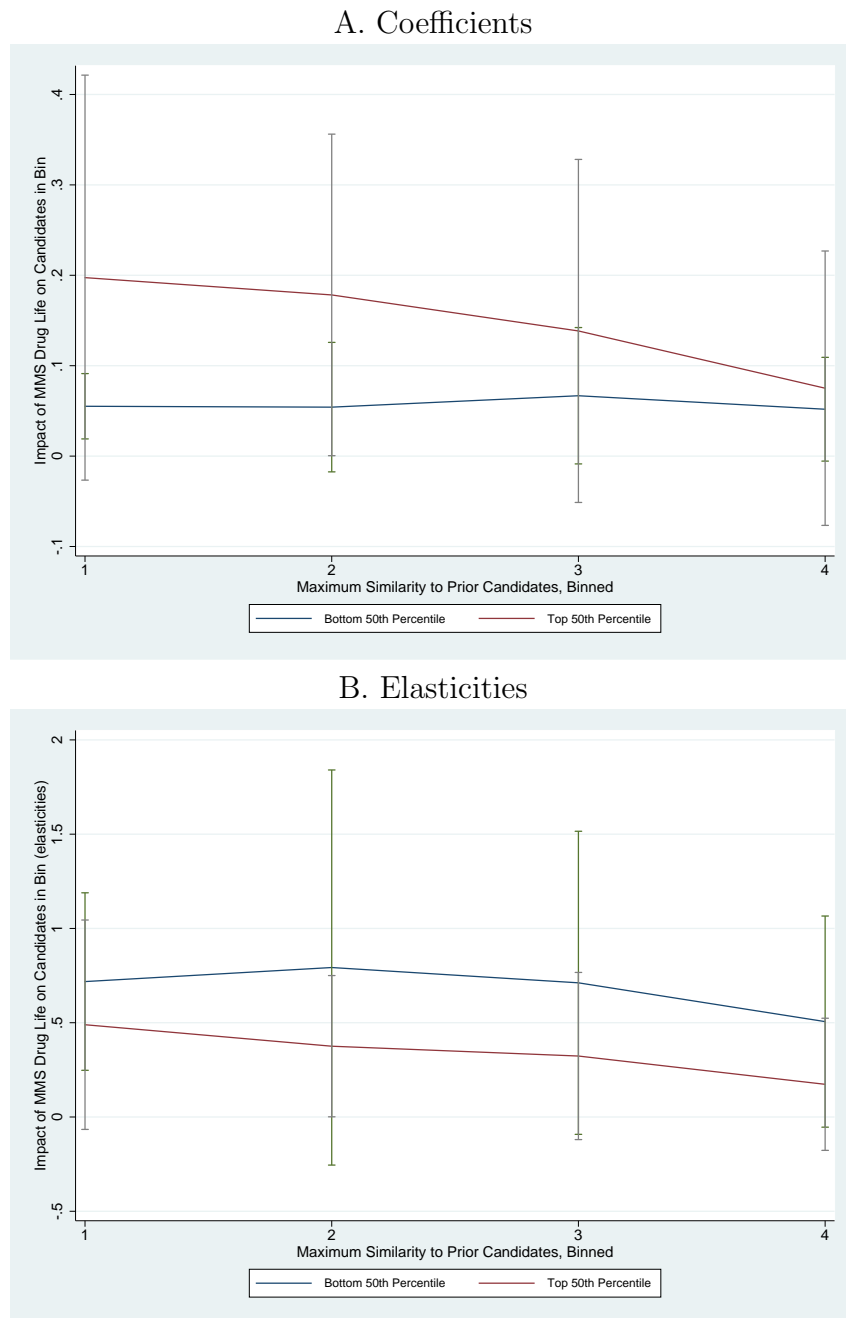 A. Coefficients
Impact of MMS Drug Life on Candidates in Bin
.4
.3
.2
.1
0
-.1
1 2 3 4
Maximum Similarity to Prior Candidates, Binned
Bottom 50th Percentile Top 50th Percentile
B. Elasticities
Impact of MMS Drug Life on Candidates in Bin (elasticities)
2
1.5
1
.5
0
-.5
1 2 3 4
Maximum Similarity to Prior Candidates, Binned
Bottom 50th Percentile Top 50th Percentile